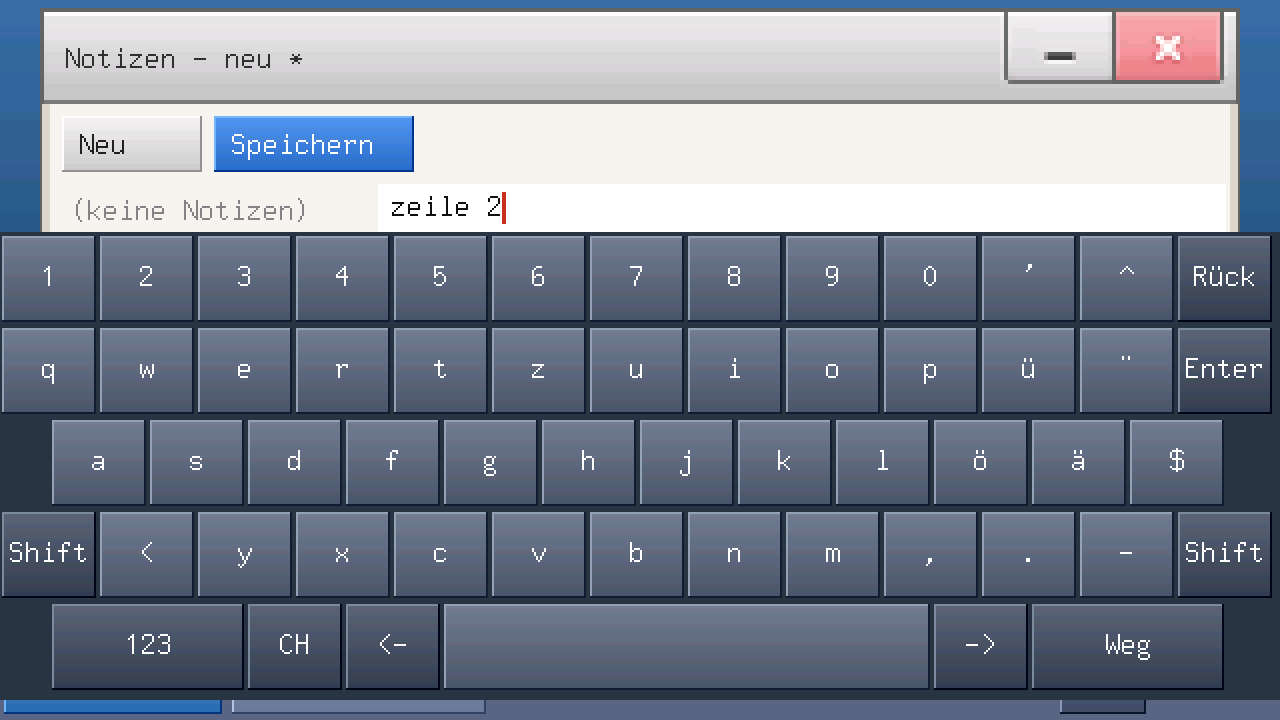 Notizen - neu *
Neu Speichern
(keine Notizen) zeile 2
1 2 3 4 5 6 7 8 9 0 ' ^ Rück
q w e r t z u i o p ü ¨ Enter
a s d f g h j k l ö ä $
Shift < y x c v b n m , . - Shift
123 CH <- -> Weg